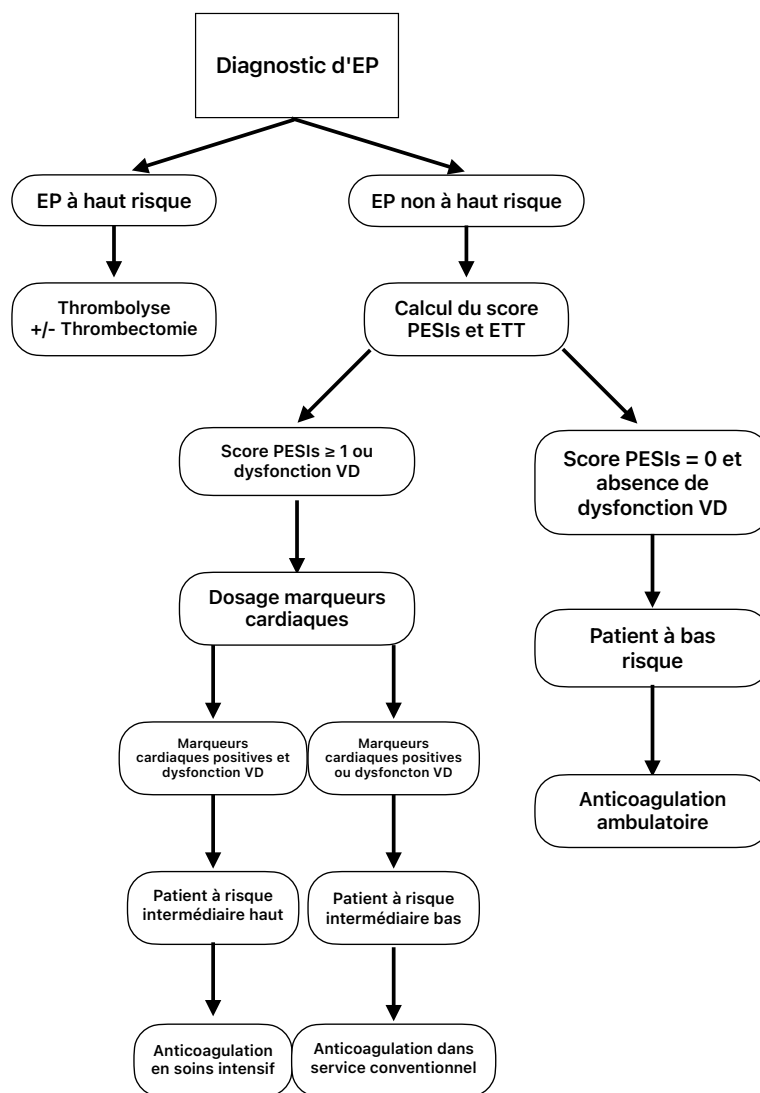 Diagnostic d'EP
EP à haut risque
EP non à haut risque
Thrombolyse
+/- Thrombectomie
Calcul du score
PESIs et ETT
Score PESIs ≥ 1 ou
dysfonction VD
Score PESIs = 0 et
absence de
dysfonction VD
Dosage marqueurs
cardiaques
Patient à bas
risque
Marqueurs
cardiaques positives et
dysfonction VD
Marqueurs
cardiaques positives
ou dysfoncton VD
Anticoagulation
ambulatoire
Patient à risque
intermédiaire haut
Patient à risque
intermédiaire bas
Anticoagulation
en soins intensif
Anticoagulation dans
service conventionnel